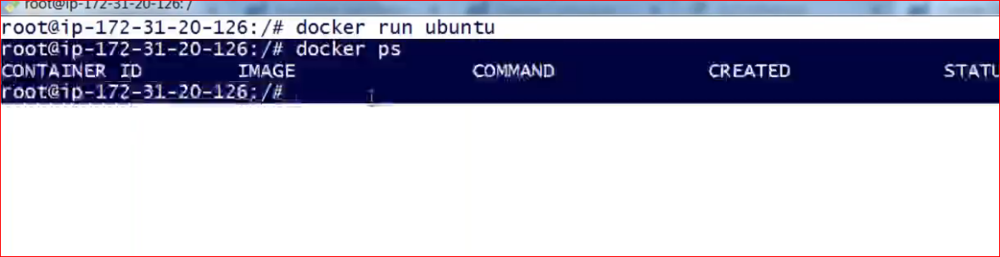 root@ip-172-31-20-126: /
root@ip-172-31-20-126:/# docker run ubuntu
root@ip-172-31-20-126:/# docker ps
CONTAINER ID IMAGE COMMAND CREATED STATU
root@ip-172-31-20-126:/#